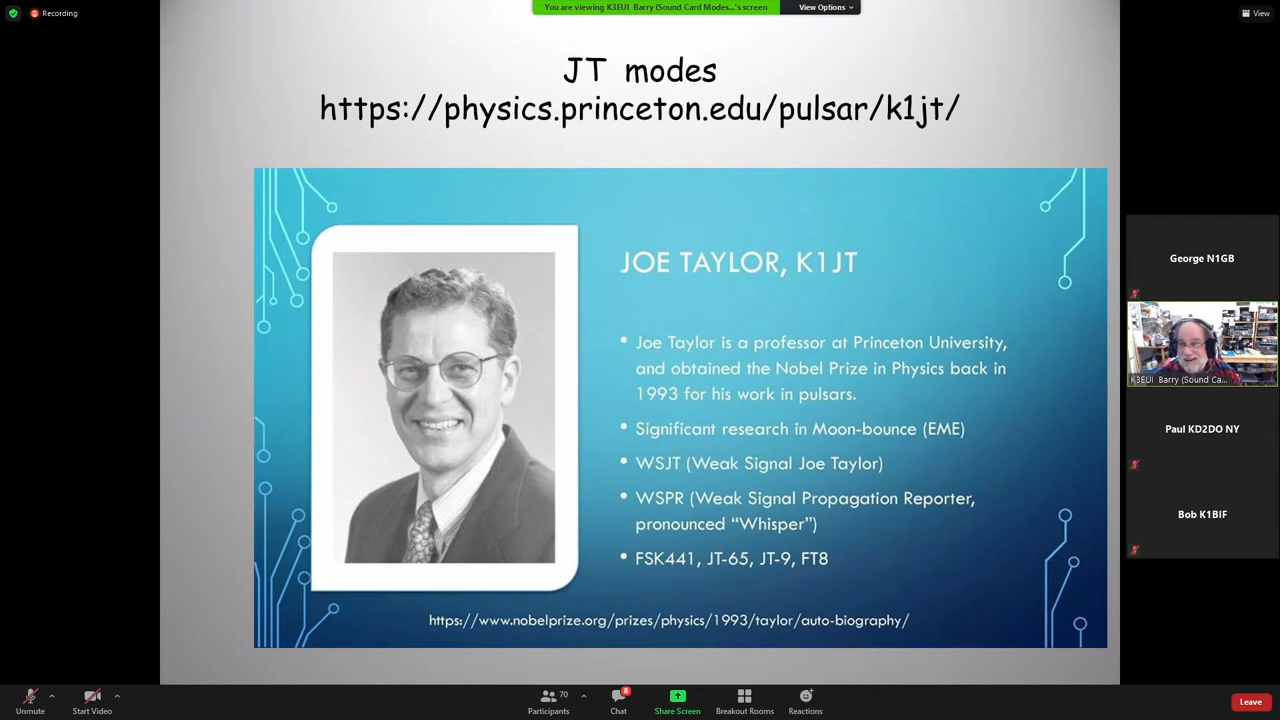 Recording
You are viewing K3EUI Barry (Sound Card Modes...'s screen
View Options
View
JT modes
https://physics.princeton.edu/pulsar/k1jt/
JOE TAYLOR, K1JT
• Joe Taylor is a professor at Princeton University,
and obtained the Nobel Prize in Physics back in
1993 for his work in pulsars.
• Significant research in Moon-bounce (EME)
• WSJT (Weak Signal Joe Taylor)
• WSPR (Weak Signal Propagation Reporter,
pronounced “Whisper”)
• FSK441, JT-65, JT-9, FT8
https://www.nobelprize.org/prizes/physics/1993/taylor/auto-biography/
George N1GB
K3EUI Barry (Sound Ca...
Paul KD2DO NY
Bob K1BIF
Unmute
Start Video
Participants
70
Chat
8
Share Screen
Breakout Rooms
Reactions
Leave